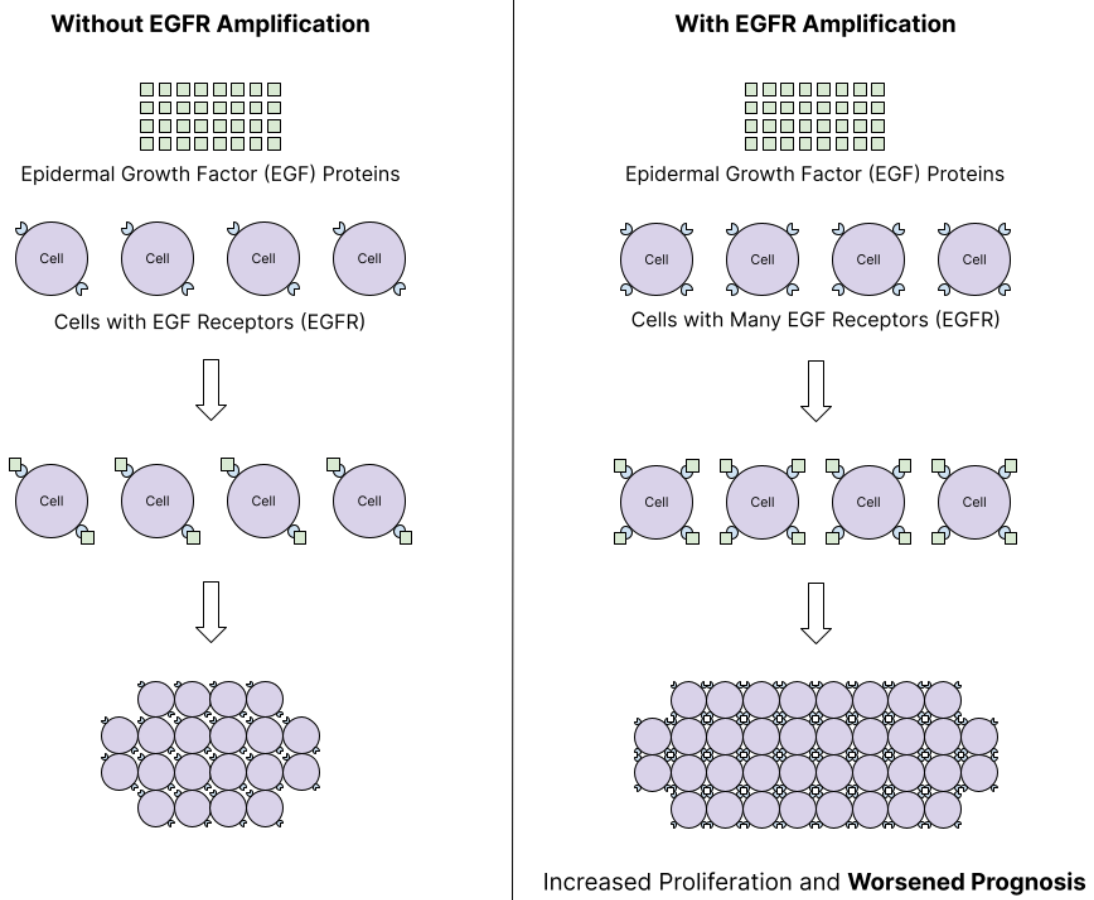 Without EGFR Amplification
Epidermal Growth Factor (EGF) Proteins
Cell Cell Cell Cell
Cells with EGF Receptors (EGFR)
Cell Cell Cell Cell
With EGFR Amplification
Epidermal Growth Factor (EGF) Proteins
Cell Cell Cell Cell
Cells with Many EGF Receptors (EGFR)
Cell Cell Cell Cell
Increased Proliferation and Worsened Prognosis